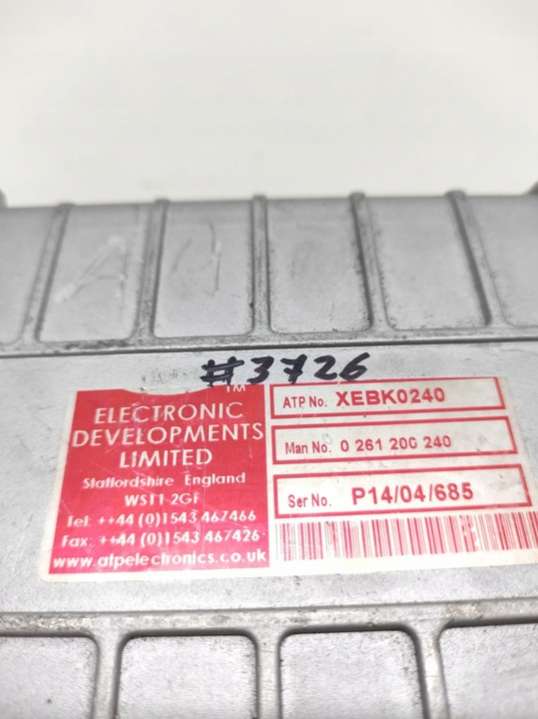 #3726
TM
ELECTRONIC
DEVELOPMENTS
LIMITED
Staffordshire England
WS11 2GF
Tel: ++44 (0)1543 467466
Fax: ++44 (0)1543 467426
www.atpelectronics.co.uk
ATP No. XEBK0240
Man No. 0 261 200 240
Ser No. P14/04/685